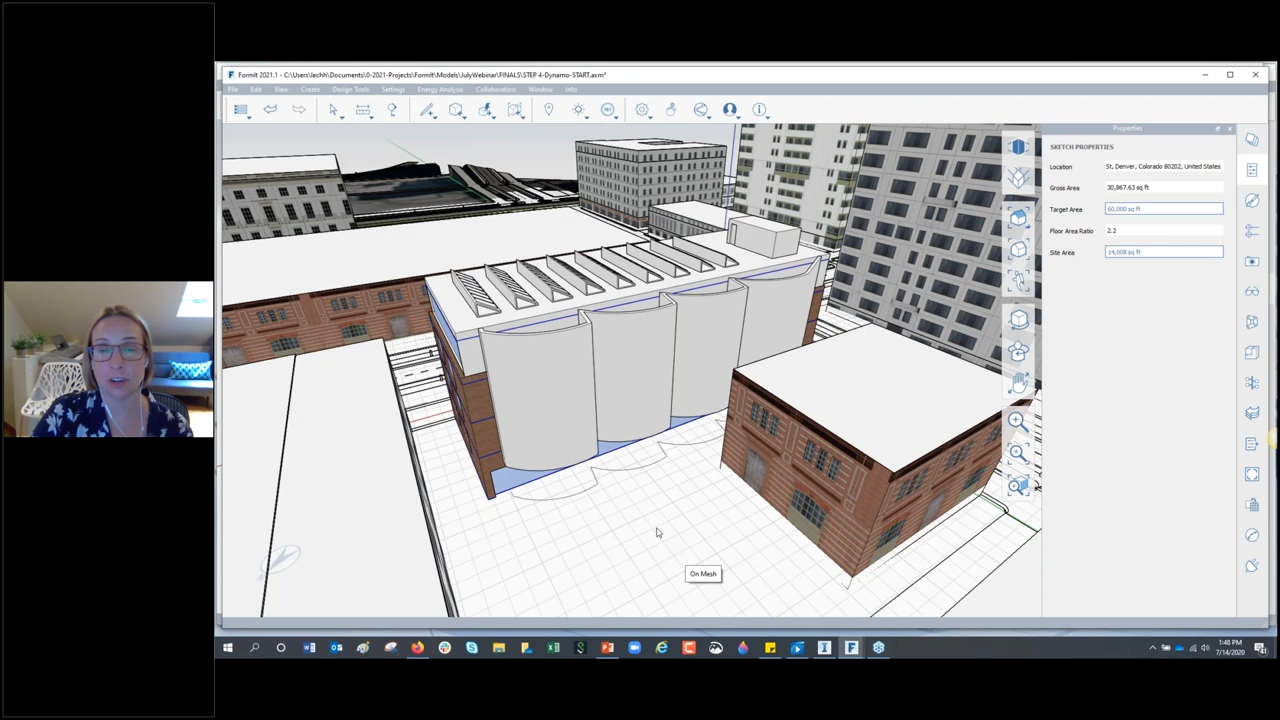 FormIt 2021.1 - C:\Users\lechh\Documents\0-2021-Projects\FormIt\Models\JulyWebinar\FINALS\STEP 4-Dynamo-START.axm*
File Edit View Create Design Tools Settings Energy Analysis Collaboration Window Info
Properties
SKETCH PROPERTIES
Location St, Denver, Colorado 80202, United States
Gross Area 30,867.63 sq ft
Target Area 60,000 sq ft
Floor Area Ratio 2.2
Site Area 14,008 sq ft
On Mesh
1:48 PM
7/14/2020